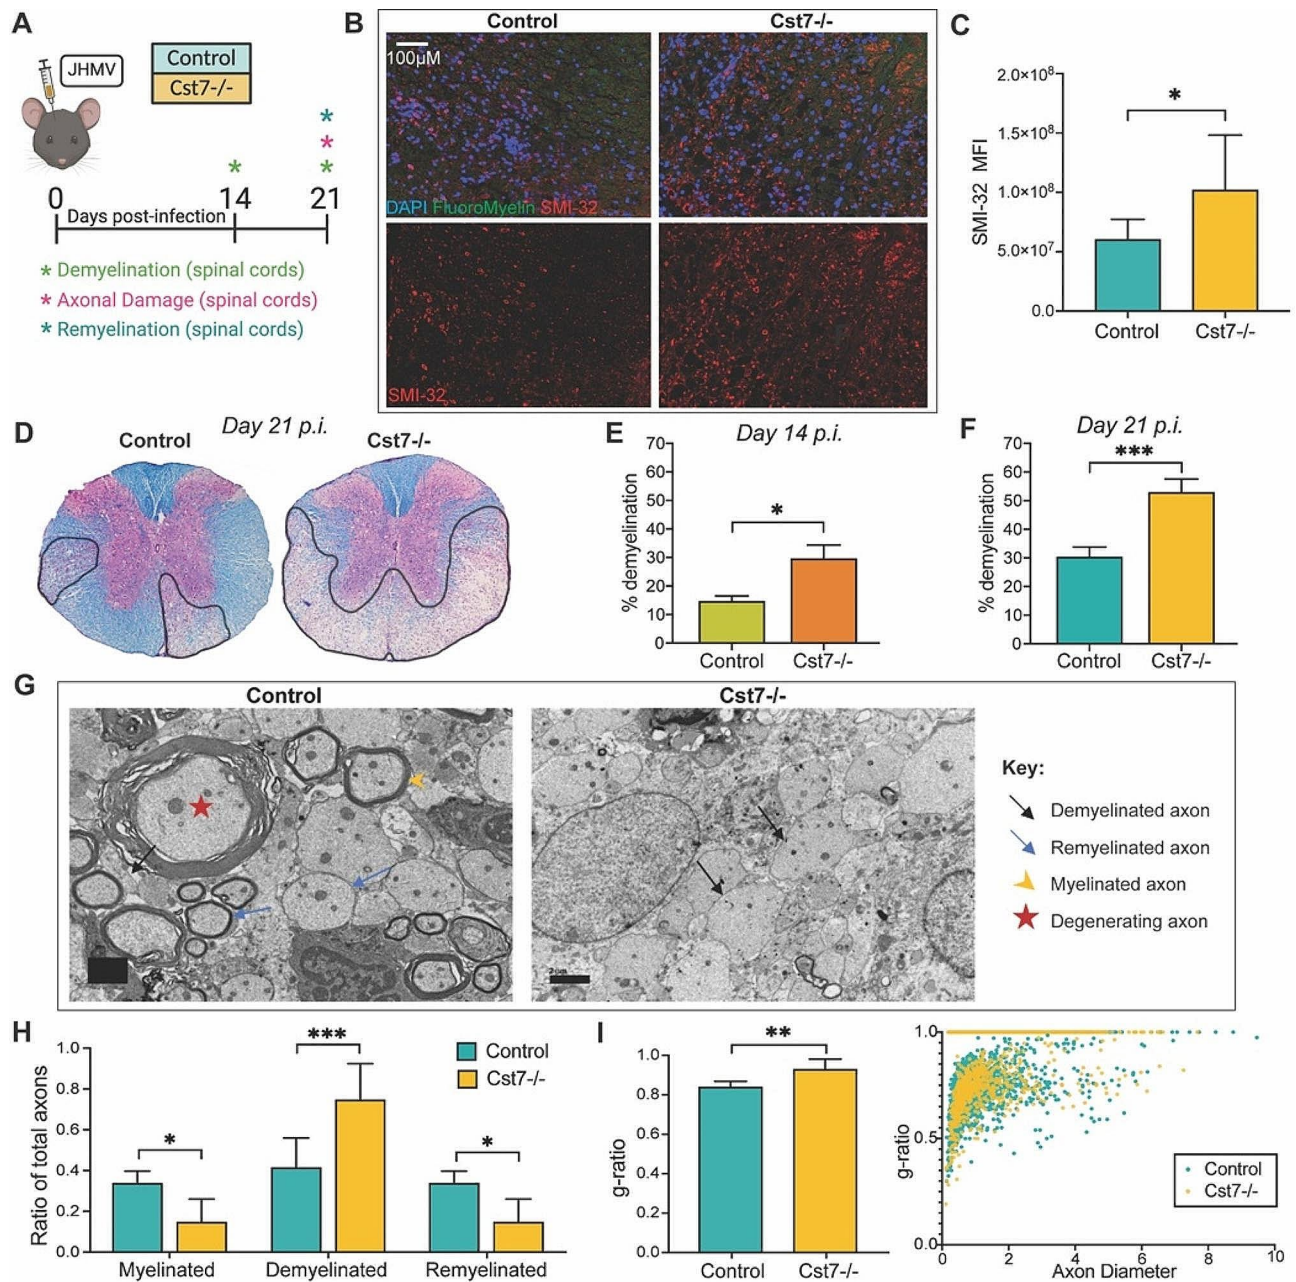 A
JHMV
Control
Cst7-/-
*
*
* *
0 14 21
Days post-infection
* Demyelination (spinal cords)
* Axonal Damage (spinal cords)
* Remyelination (spinal cords)
B
Control Cst7-/-
100μM
DAPI FluoroMyelin SMI-32
SMI-32
C
SMI-32 MFI
2.0×10⁸
1.5×10⁸
1.0×10⁸
5.0×10⁷
0.0
*
Control Cst7-/-
D
Day 21 p.i.
Control Cst7-/-
E
Day 14 p.i.
% demyelination
70
60
50
40
30
20
10
0
*
Control Cst7-/-
F
Day 21 p.i.
% demyelination
70
60
50
40
30
20
10
0
***
Control Cst7-/-
G
Control Cst7-/-
Key:
Demyelinated axon
Remyelinated axon
Myelinated axon
Degenerating axon
H
Ratio of total axons
1.0
0.8
0.6
0.4
0.2
0.0
* *** *
Control
Cst7-/-
Myelinated Demyelinated Remyelinated
I
g-ratio
1.0
0.8
0.6
0.4
0.2
0.0
**
Control Cst7-/-
g-ratio
1.0
0.5
0.0
0 2 4 6 8 10
Axon Diameter
Control
Cst7-/-